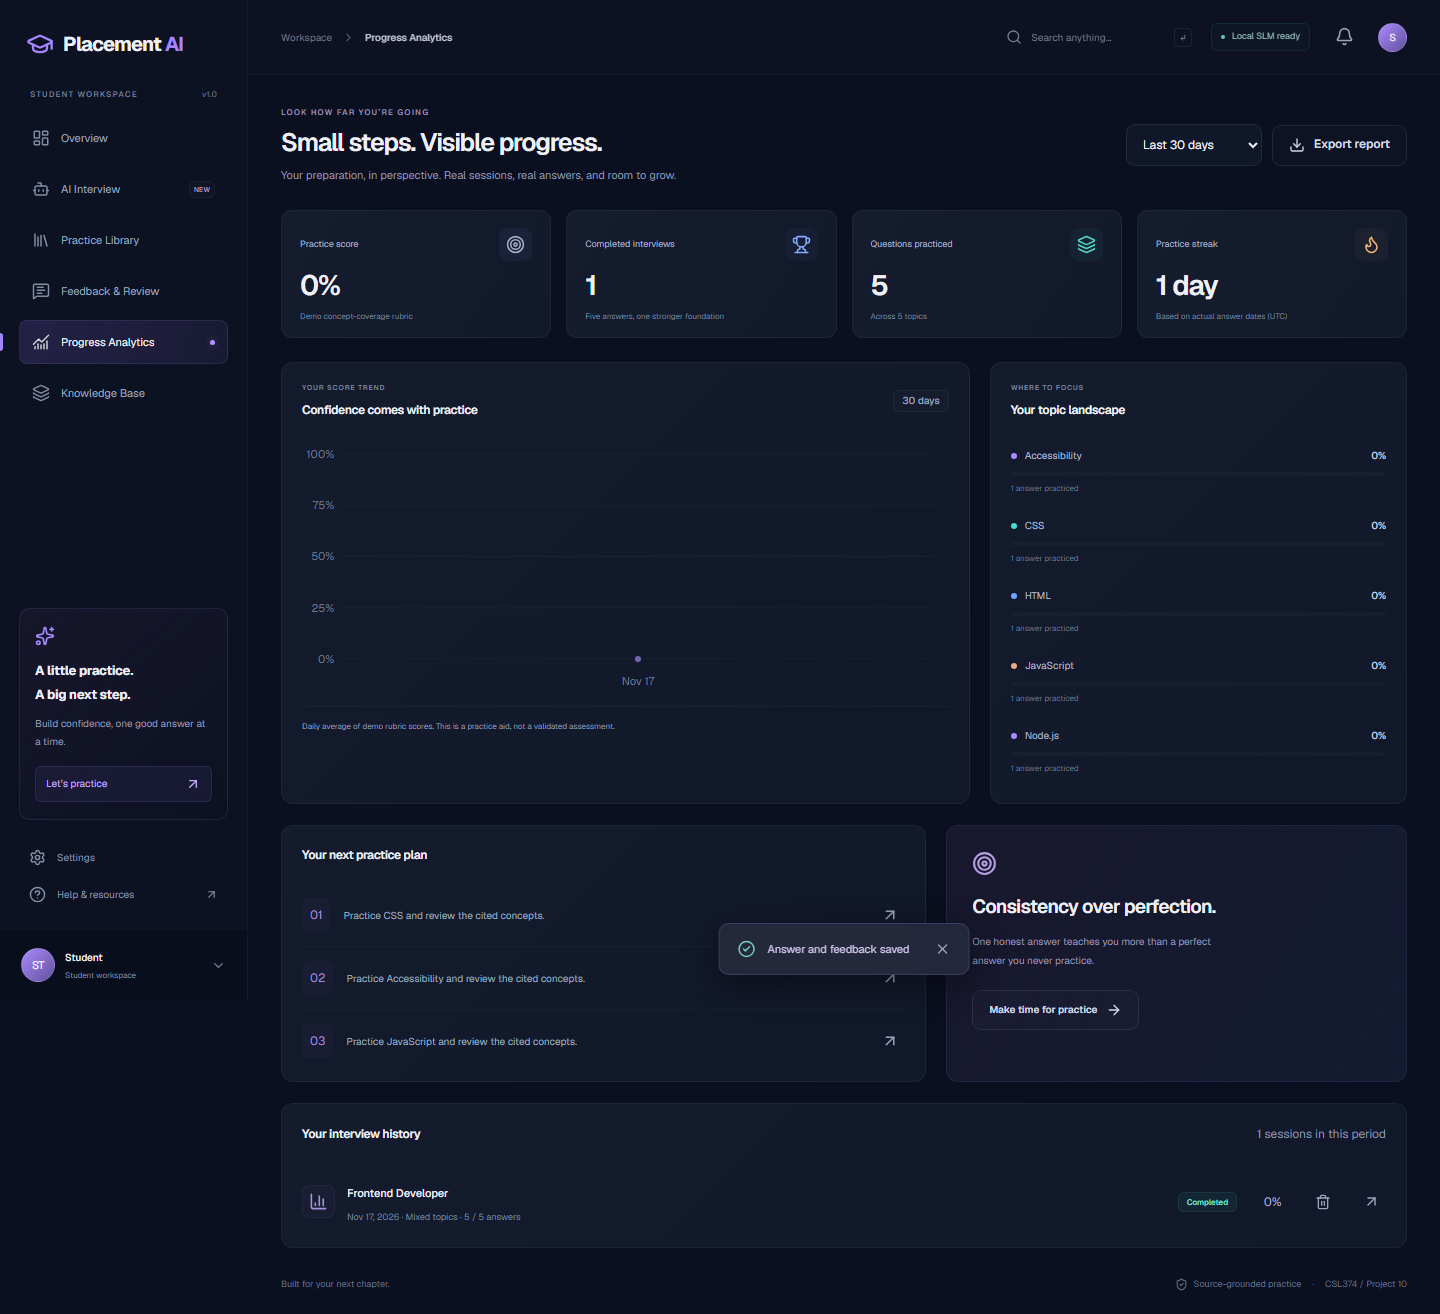 Placement AI
STUDENT WORKSPACE v1.0
Overview
AI Interview NEW
Practice Library
Feedback & Review
Progress Analytics
Knowledge Base
A little practice.
A big next step.
Build confidence, one good answer at
a time.
Let's practice
Settings
Help & resources
ST
Student
Student workspace
Workspace > Progress Analytics
Search anything...
Local SLM ready
S
LOOK HOW FAR YOU'RE GOING
Small steps. Visible progress.
Your preparation, in perspective. Real sessions, real answers, and room to grow.
Last 30 days
Export report
Practice score
0%
Demo concept-coverage rubric
Completed interviews
1
Five answers, one stronger foundation
Questions practiced
5
Across 5 topics
Practice streak
1 day
Based on actual answer dates (UTC)
YOUR SCORE TREND
Confidence comes with practice
30 days
100%
75%
50%
25%
0%
Nov 17
Daily average of demo rubric scores. This is a practice aid, not a validated assessment.
WHERE TO FOCUS
Your topic landscape
Accessibility 0%
1 answer practiced
CSS 0%
1 answer practiced
HTML 0%
1 answer practiced
JavaScript 0%
1 answer practiced
Node.js 0%
1 answer practiced
Your next practice plan
01 Practice CSS and review the cited concepts.
02 Practice Accessibility and review the cited concepts.
03 Practice JavaScript and review the cited concepts.
Answer and feedback saved
Consistency over perfection.
One honest answer teaches you more than a perfect
answer you never practice.
Make time for practice
Your interview history
1 sessions in this period
Frontend Developer
Nov 17, 2026 · Mixed topics · 5 / 5 answers
Completed
0%
Built for your next chapter.
Source-grounded practice · CSL374 / Project 10